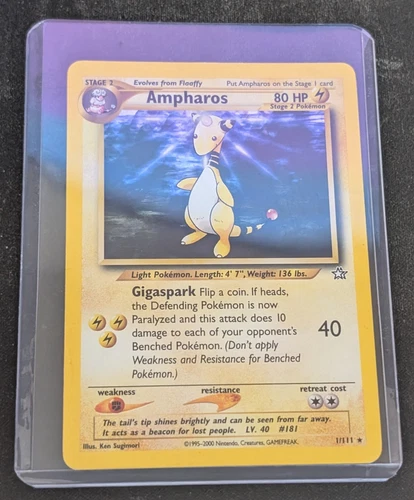 STAGE 2 Evolves from Flaaffy Put Ampharos on the Stage 1 card
Ampharos 80 HP
Stage 2 Pokémon
Light Pokémon. Length: 4' 7", Weight: 136 lbs.
Gigaspark Flip a coin. If heads,
the Defending Pokémon is now
Paralyzed and this attack does 10
damage to each of your opponent's
Benched Pokémon. (Don't apply
Weakness and Resistance for Benched
Pokémon.)
40
weakness resistance retreat cost
The tail's tip shines brightly and can be seen from far away.
It acts as a beacon for lost people. LV. 40 #181
Illus. Ken Sugimori ©1995-2000 Nintendo, Creatures, GAMEFREAK. 1/111 ★